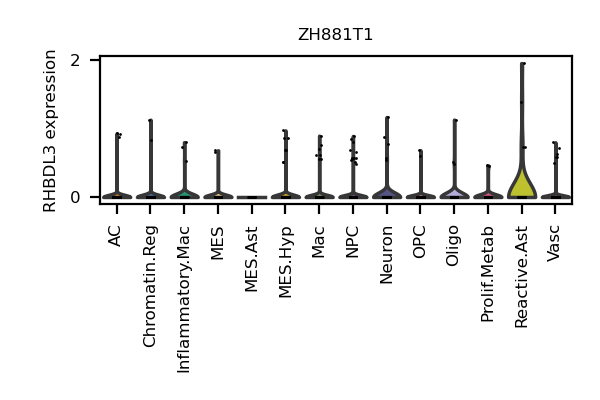 ZH881T1
RHBDL3 expression
2
0
AC
Chromatin.Reg
Inflammatory.Mac
MES
MES.Ast
MES.Hyp
Mac
NPC
Neuron
OPC
Oligo
Prolif.Metab
Reactive.Ast
Vasc